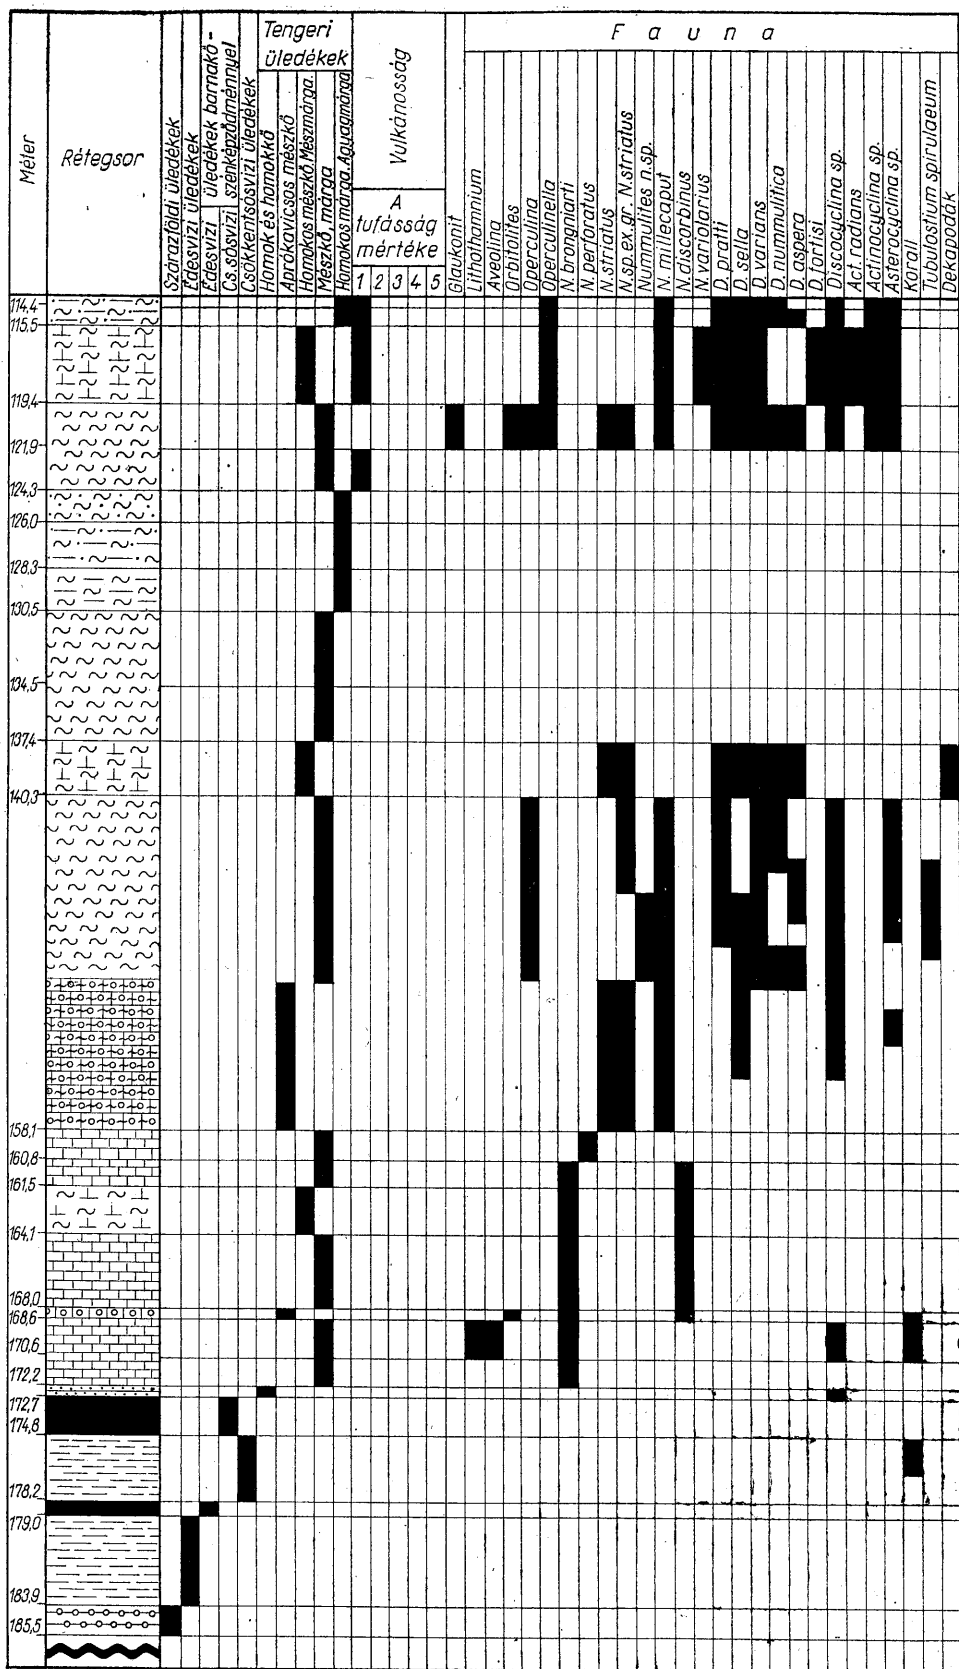 Méter
Rétegsor
Szárazföldi üledékek
Édesvízi üledékek
Édesvízi üledékek barnakő-
Cs.sósvízi szénképződménnyel
Csökkentsósvízi üledékek
Tengeri
üledékek
Homok és homokkő
Aprókavicsos mészkő
Homokos mészkő. Mészmárga.
Mészkő, márga
Homokosmárga. Agyagmárga
Vulkánosság
A
tufásság
mértéke
1 2 3 4 5
Glaukonit
Fauna
Lithothamnium
Aveolina
Orbitolites
Operculina
Operculinella
N. brongniarti
N. perforatus
N. striatus
N.sp.ex.gr. N.striatus
Nummulites n.sp.
N. millecaput
N. discorbinus
N. variolarius
D. pratti
D. sella
D. varians
D. nummulitica
D. aspera
D. fortisi
Discocyclina sp.
Act. radians
Actinocyclina sp.
Asterocyclina sp.
Korall
Tubulostium spirulaeum
Dekapodák
114,4
115,5
119,4
121,9
124,3
126,0
128,3
130,5
134,5
137,4
140,3
158,1
160,8
161,5
164,1
168,0
168,6
170,6
172,2
172,7
174,8
178,2
179,0
183,9
185,5